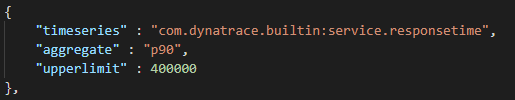 {
"timeseries" : "com.dynatrace.builtin:service.responsetime",
"aggregate" : "p90",
"upperlimit" : 400000
},